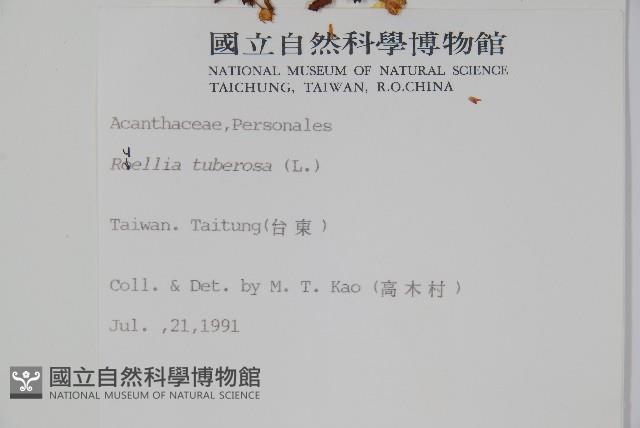 國立自然科學博物館
NATIONAL MUSEUM OF NATURAL SCIENCE
TAICHUNG, TAIWAN, R.O.CHINA
Acanthaceae,Personales
Ruellia tuberosa (L.)
Taiwan. Taitung(台東)
Coll. & Det. by M. T. Kao (高木村)
Jul. ,21,1991
國立自然科學博物館
NATIONAL MUSEUM OF NATURAL SCIENCE